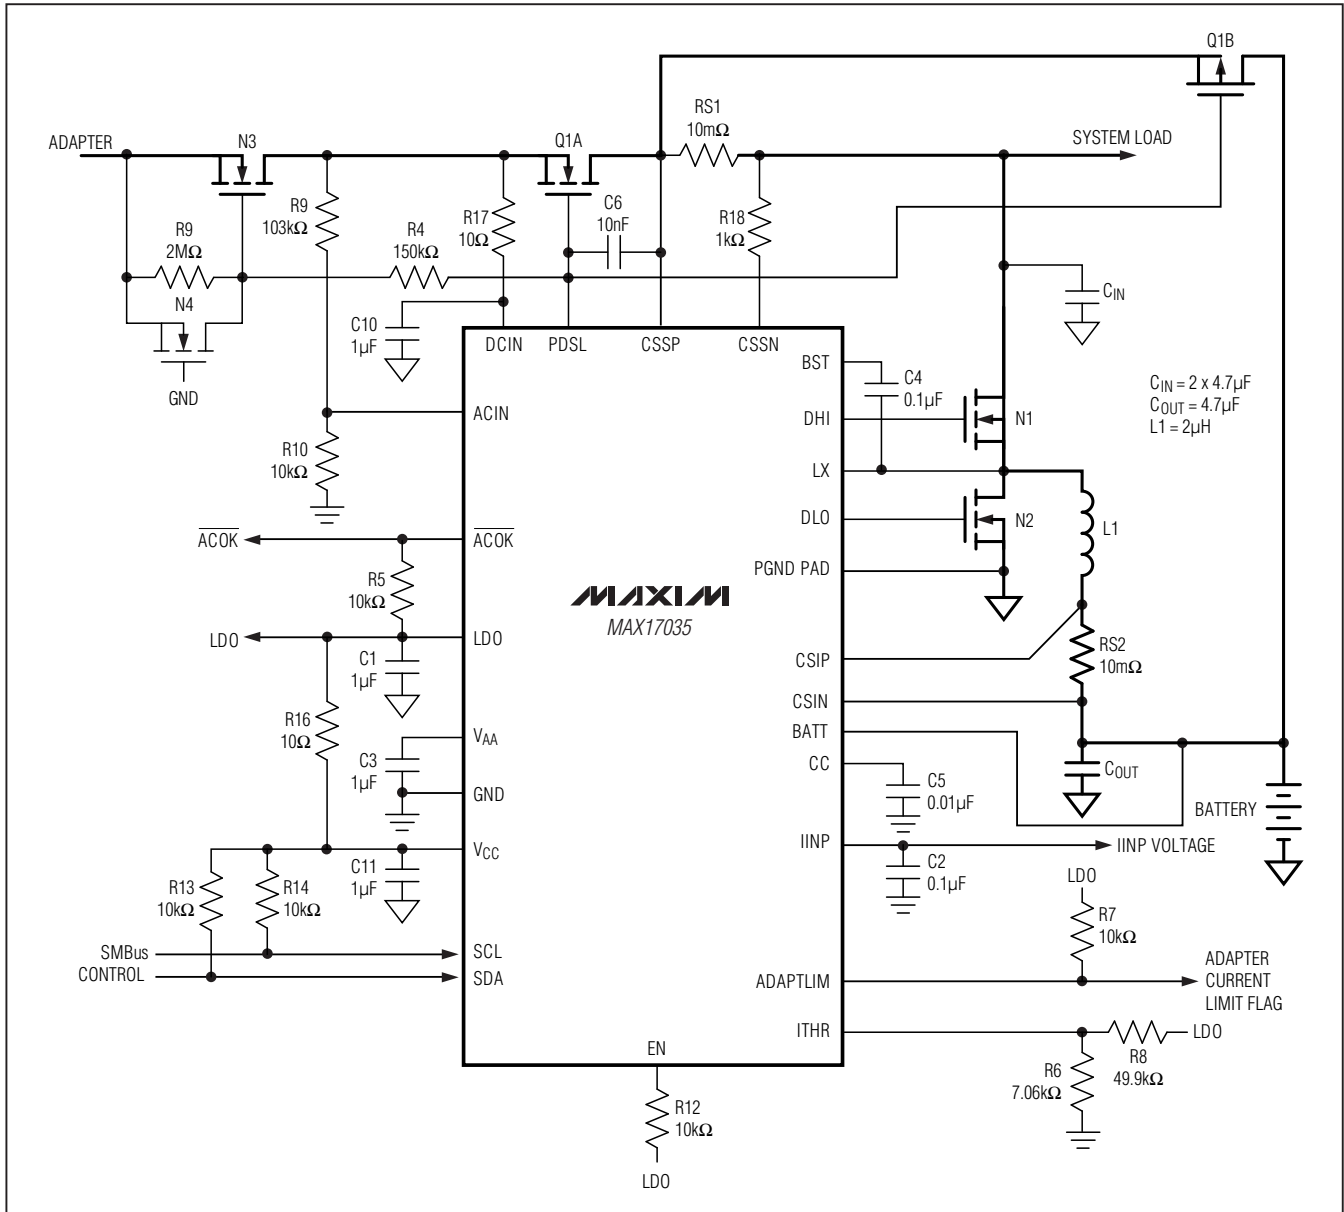 Q1B
RS1
10mΩ
ADAPTER
N3
Q1A
SYSTEM LOAD
R9
103kΩ
R17
10Ω
C6
10nF
R18
1kΩ
R9
2MΩ
R4
150kΩ
N4
GND
C10
1µF
CIN
DCIN
PDSL
CSSP
CSSN
BST
C4
0.1µF
CIN = 2 x 4.7µF
COUT = 4.7µF
L1 = 2µH
ACIN
DHI
N1
R10
10kΩ
LX
ACOK
ACOK
DLO
N2
L1
R5
10kΩ
PGND PAD
MAXIM
MAX17035
LDO
LDO
C1
1µF
CSIP
RS2
10mΩ
R16
10Ω
CSIN
VAA
BATT
C3
1µF
CC
COUT
GND
C5
0.01µF
BATTERY
VCC
IINP
IINP VOLTAGE
C11
1µF
C2
0.1µF
R13
10kΩ
R14
10kΩ
LDO
R7
10kΩ
SMBus
CONTROL
SCL
SDA
ADAPTLIM
ADAPTER
CURRENT
LIMIT FLAG
ITHR
LDO
R8
49.9kΩ
R6
7.06kΩ
EN
R12
10kΩ
LDO